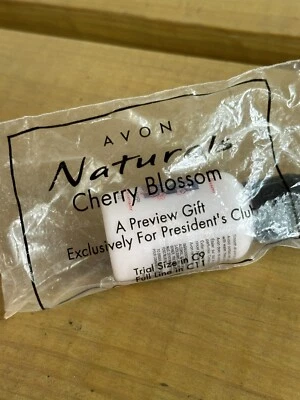 AVON
Naturals
Cherry Blossom
A Preview Gift
Exclusively For President's Club
Trial Size in C9
Full Line in C11